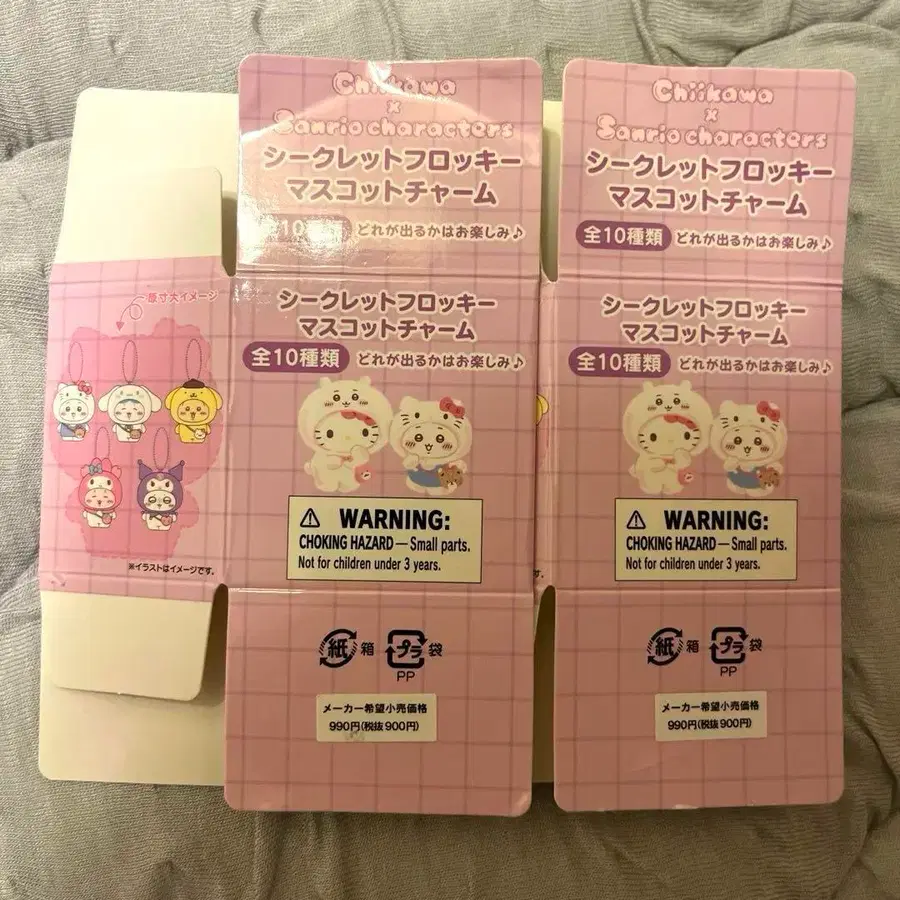 原寸大イメージ
※イラストはイメージです。
Chiikawa
x
Sanrio characters
シークレットフロッキー
マスコットチャーム
全10種類 どれが出るかはお楽しみ♪
シークレットフロッキー
マスコットチャーム
全10種類 どれが出るかはお楽しみ♪
WARNING:
CHOKING HAZARD — Small parts.
Not for children under 3 years.
紙 箱 プラ 袋
PP
メーカー希望小売価格
990円(税抜900円)
す。
Chiikawa
x
Sanrio characters
シークレットフロッキー
マスコットチャーム
全10種類 どれが出るかはお楽しみ♪
シークレットフロッキー
マスコットチャーム
全10種類 どれが出るかはお楽しみ♪
WARNING:
CHOKING HAZARD — Small parts.
Not for children under 3 years.
紙 箱 プラ 袋
PP
メーカー希望小売価格
990円(税抜900円)